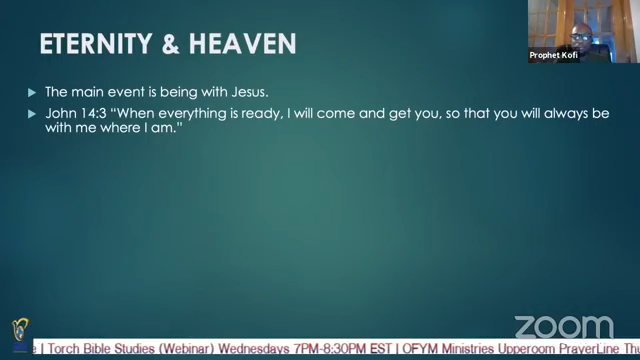 ETERNITY & HEAVEN
Prophet Kofi
The main event is being with Jesus.
John 14:3 “When everything is ready, I will come and get you, so that you will always be
with me where I am.”
zoom
e | Torch Bible Studies (Webinar) Wednesdays 7PM-8:30PM EST | OFYM Ministries Upperroom PrayerLine Th